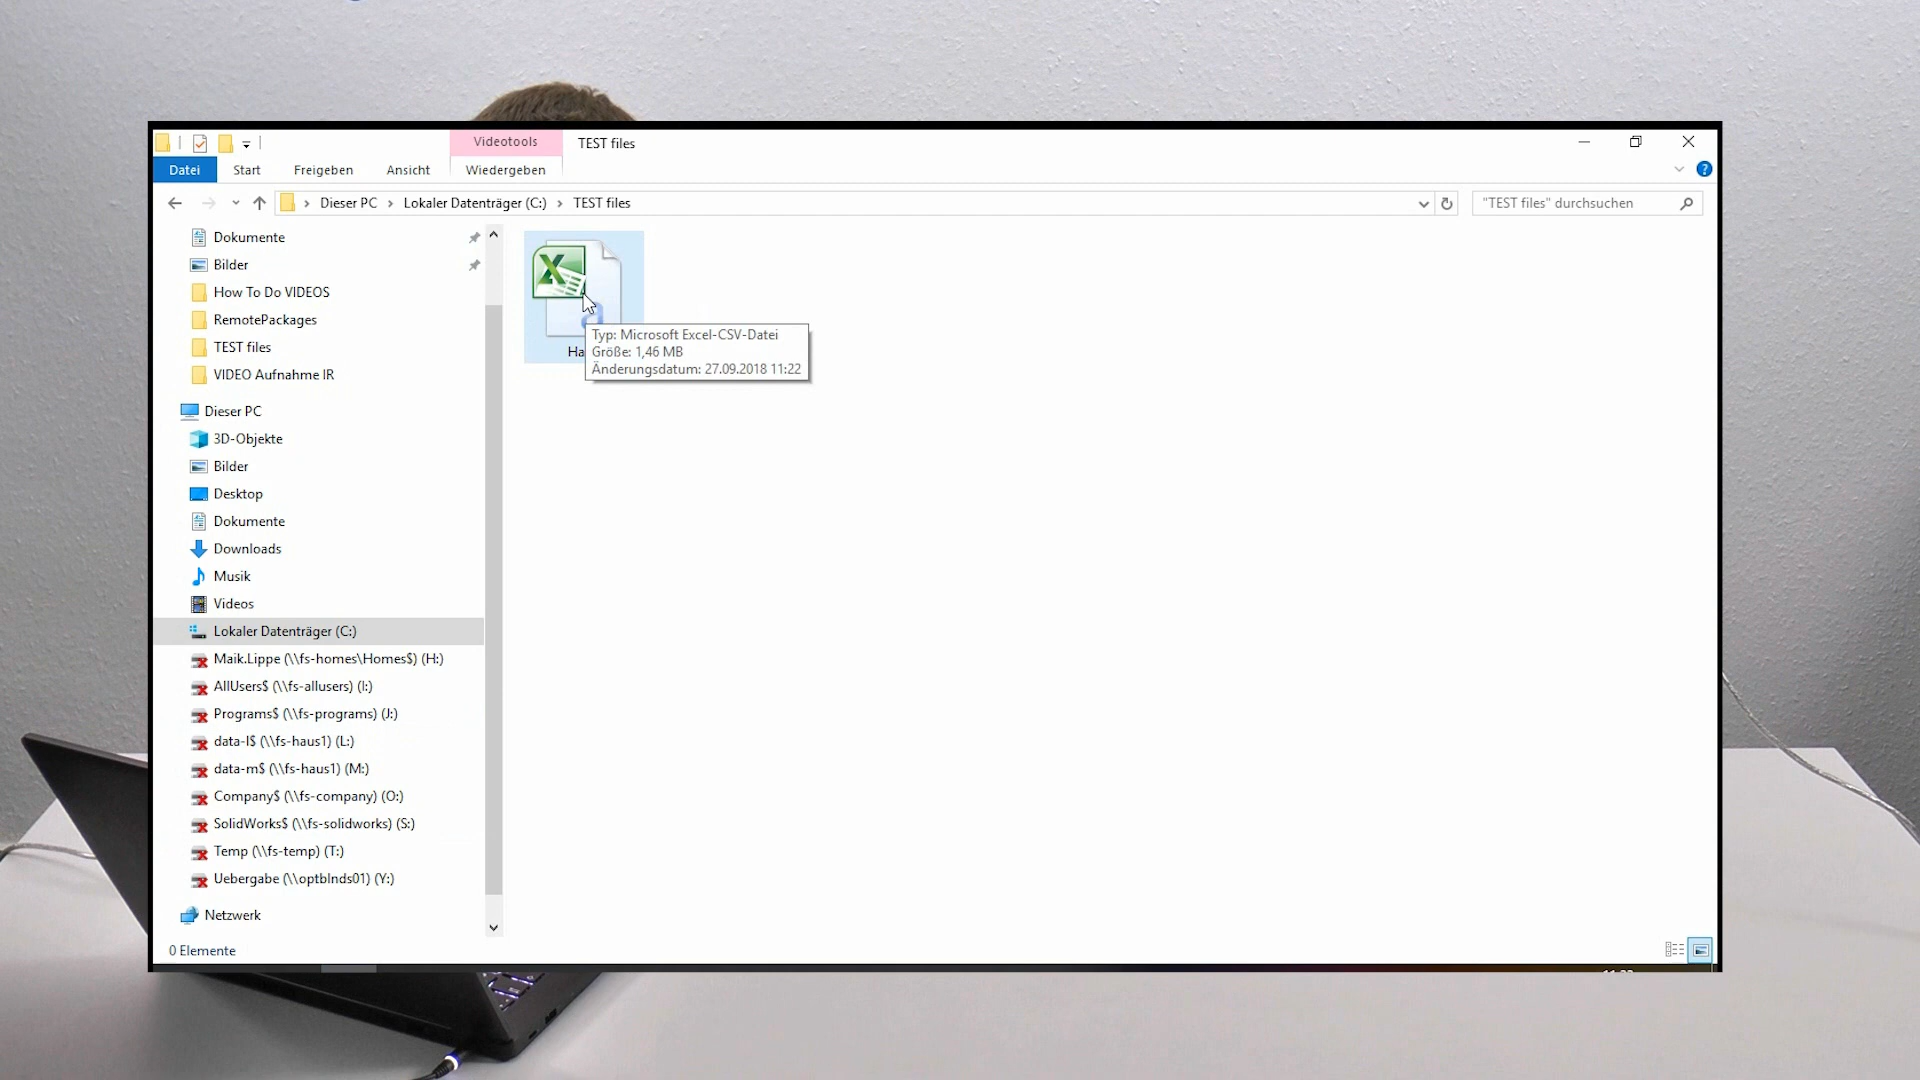 Videotools
TEST files
Datei
Start
Freigeben
Ansicht
Wiedergeben
Dieser PC
Lokaler Datenträger (C:)
TEST files
"TEST files" durchsuchen
Dokumente
Bilder
How To Do VIDEOS
RemotePackages
TEST files
VIDEO Aufnahme IR
Dieser PC
3D-Objekte
Bilder
Desktop
Dokumente
Downloads
Musik
Videos
Lokaler Datenträger (C:)
Maik.Lippe (\\fs-homes\Homes$) (H:)
AllUsers$ (\\fs-allusers) (I:)
Programs$ (\\fs-programs) (J:)
data-l$ (\\fs-haus1) (L:)
data-m$ (\\fs-haus1) (M:)
Company$ (\\fs-company) (O:)
SolidWorks$ (\\fs-solidworks) (S:)
Temp (\\fs-temp) (T:)
Uebergabe (\\optblnds01) (Y:)
Netzwerk
0 Elemente
Typ: Microsoft Excel-CSV-Datei
Größe: 1,46 MB
Änderungsdatum: 27.09.2018 11:22